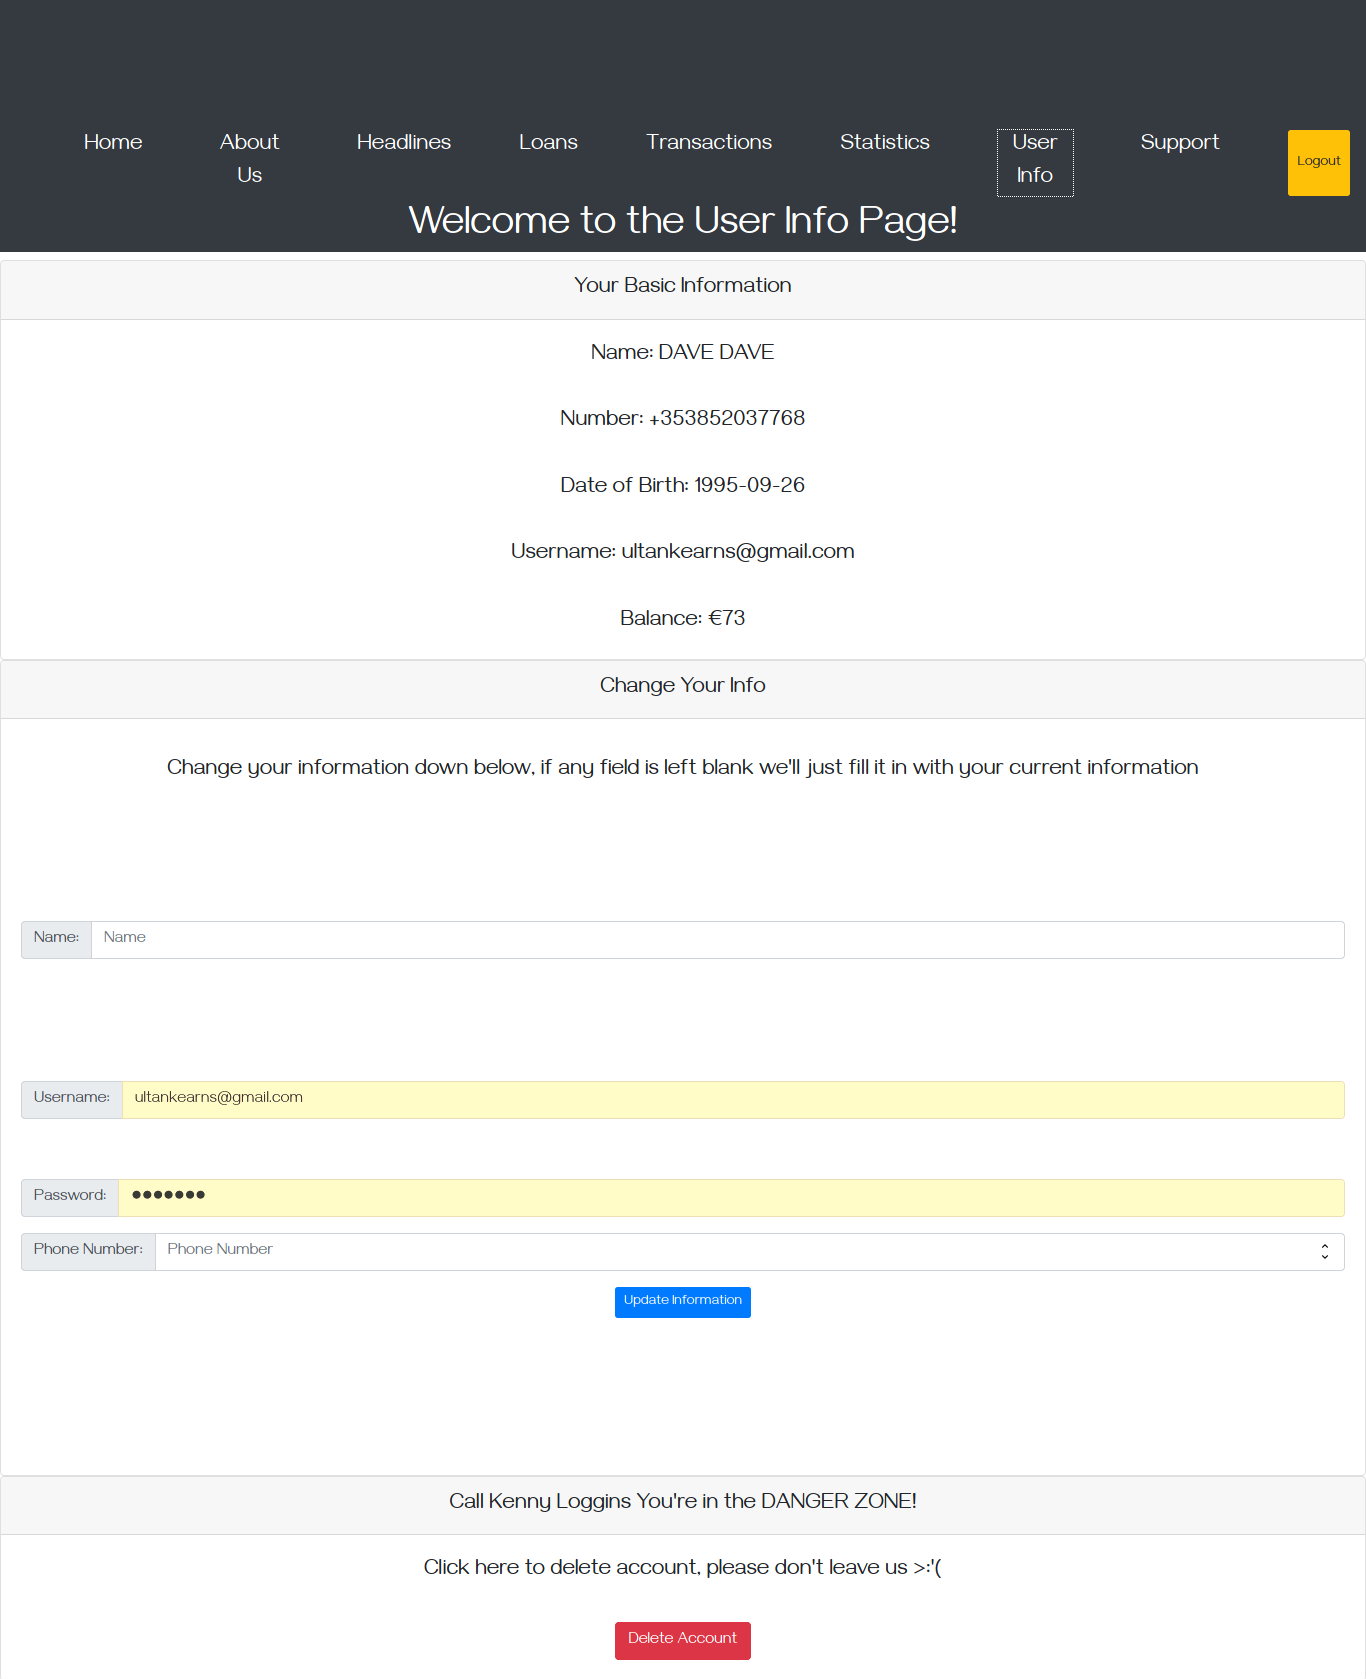 Home
About
Us
Headlines
Loans
Transactions
Statistics
User
Info
Support
Logout
Welcome to the User Info Page!
Your Basic Information
Name: DAVE DAVE
Number: +353852037768
Date of Birth: 1995-09-26
Username: ultankearns@gmail.com
Balance: €73
Change Your Info
Change your information down below, if any field is left blank we'll just fill it in with your current information
Name: Name
Username: ultankearns@gmail.com
Password: ●●●●●●●
Phone Number: Phone Number
Update Information
Call Kenny Loggins You're in the DANGER ZONE!
Click here to delete account, please don't leave us >:'(
Delete Account